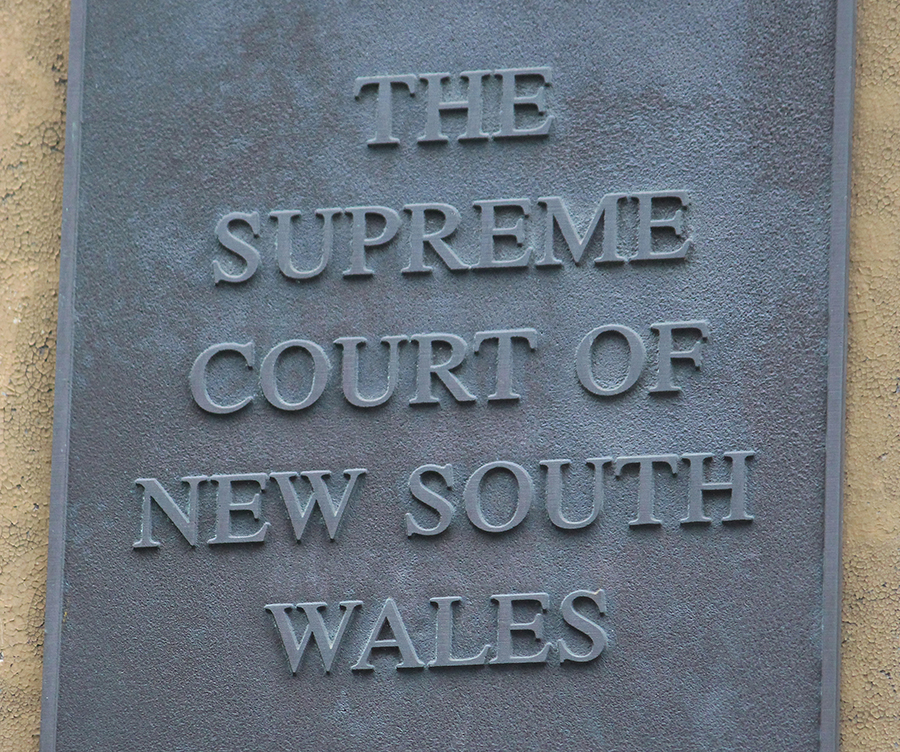 THE
SUPREME
COURT OF
NEW SOUTH
WALES